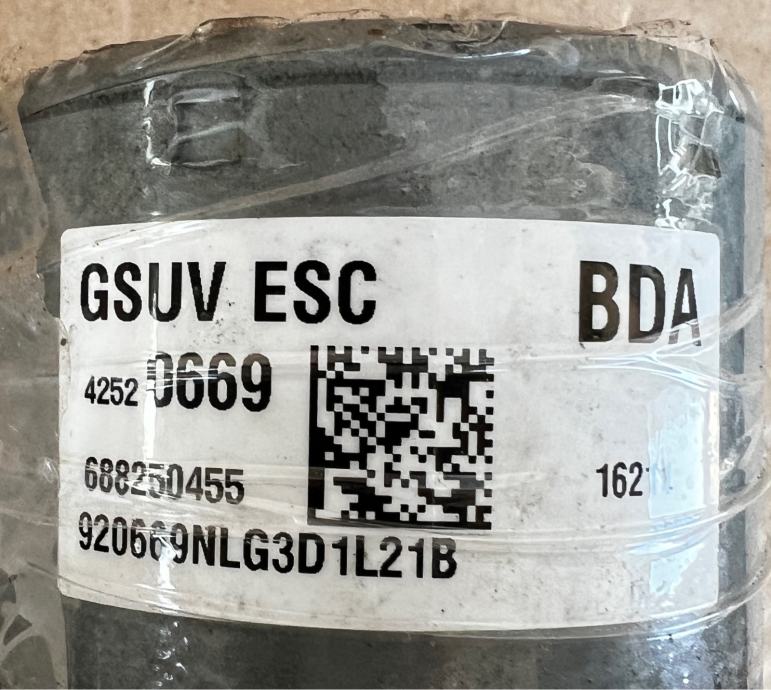 GSUV ESC
BDA
4252 0669
688250455
920669NLG3D1L21B